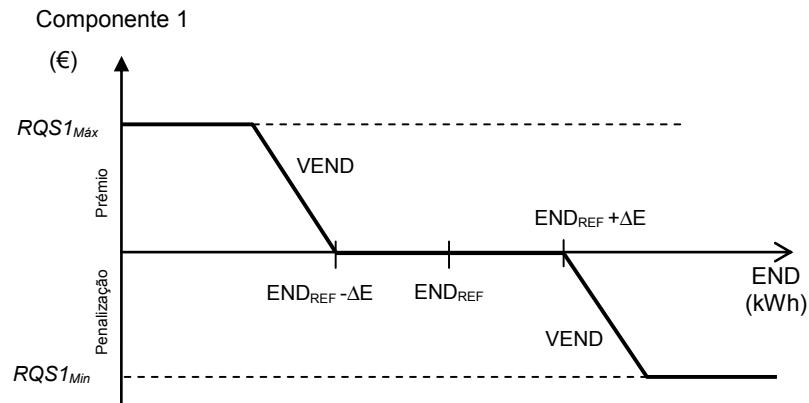 Componente 1
(€)
RQS1Máx
Prémio
VEND
ENDREF +ΔE
ENDREF -ΔE
ENDREF
END
(kWh)
Penalização
VEND
RQS1Min